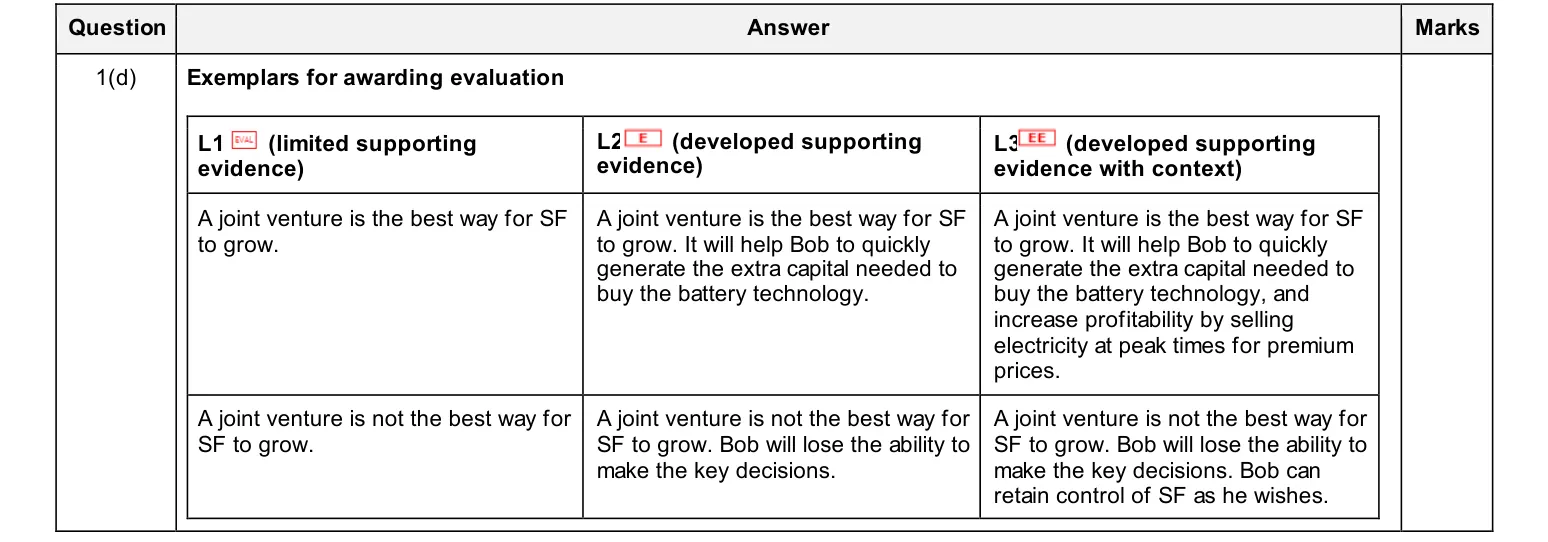 Question Answer Marks
1(d) Exemplars for awarding evaluation
L1 EVAL (limited supporting
evidence)
L2 E (developed supporting
evidence)
L3 EE (developed supporting
evidence with context)
A joint venture is the best way for SF
to grow.
A joint venture is the best way for SF
to grow. It will help Bob to quickly
generate the extra capital needed to
buy the battery technology.
A joint venture is the best way for SF
to grow. It will help Bob to quickly
generate the extra capital needed to
buy the battery technology, and
increase profitability by selling
electricity at peak times for premium
prices.
A joint venture is not the best way for
SF to grow.
A joint venture is not the best way for
SF to grow. Bob will lose the ability to
make the key decisions.
A joint venture is not the best way for
SF to grow. Bob will lose the ability to
make the key decisions. Bob can
retain control of SF as he wishes.